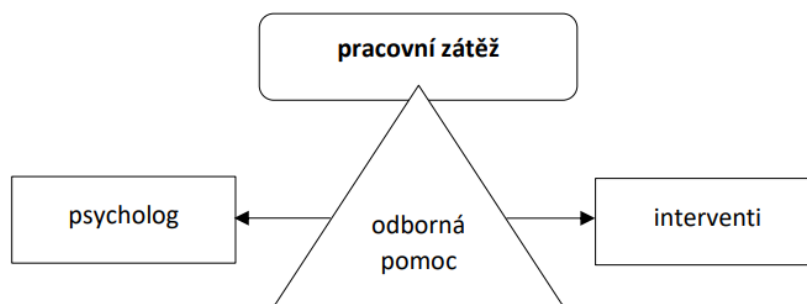 pracovní zátěž
psycholog
odborná
pomoc
interventi